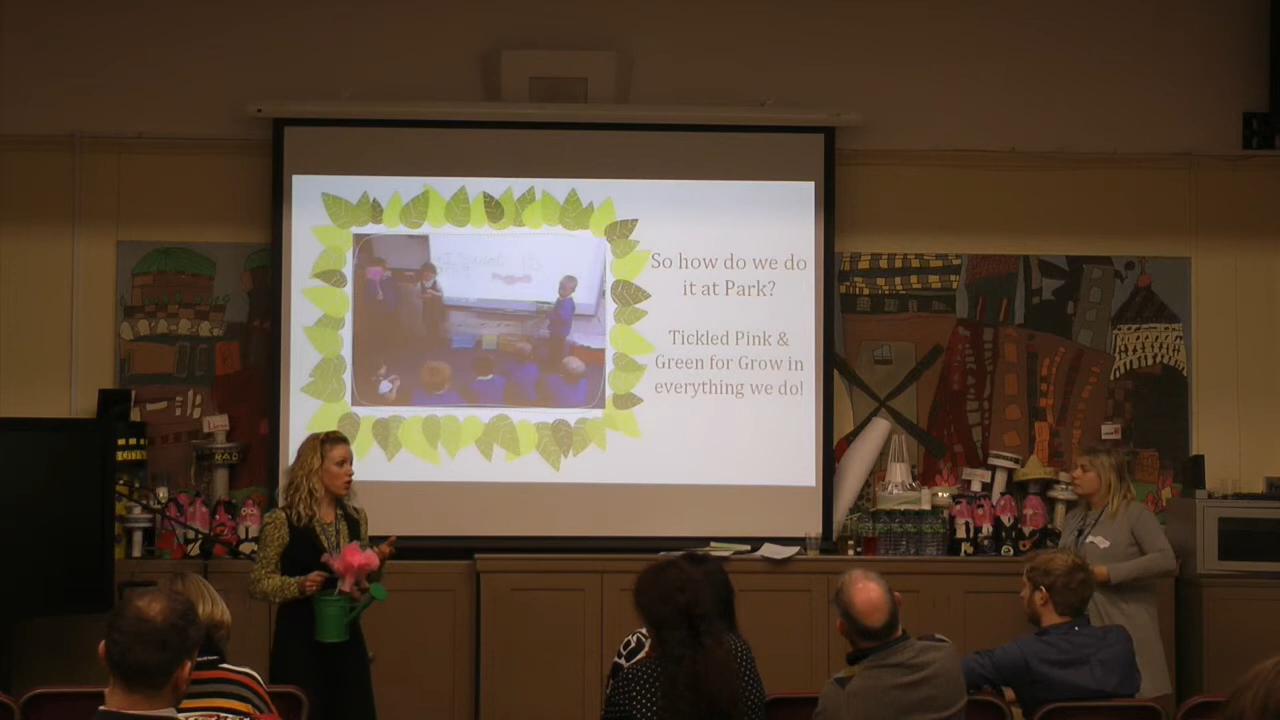 So how do we do
it at Park?
Tickled Pink &
Green for Grow in
everything we do!